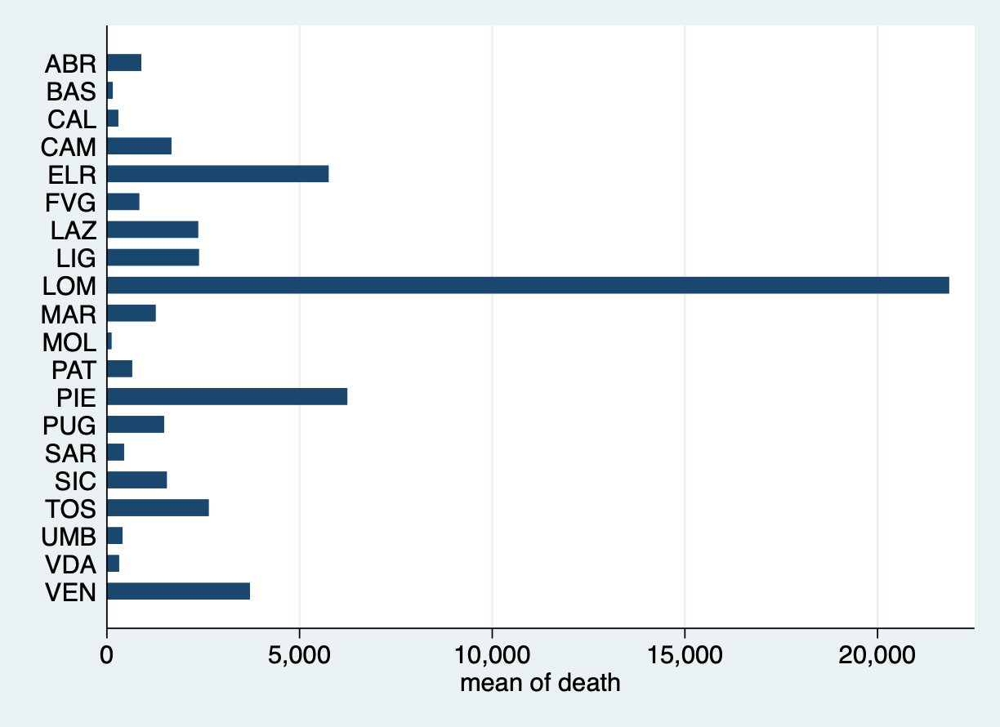 ABR
BAS
CAL
CAM
ELR
FVG
LAZ
LIG
LOM
MAR
MOL
PAT
PIE
PUG
SAR
SIC
TOS
UMB
VDA
VEN
0 5,000 10,000 15,000 20,000
mean of death